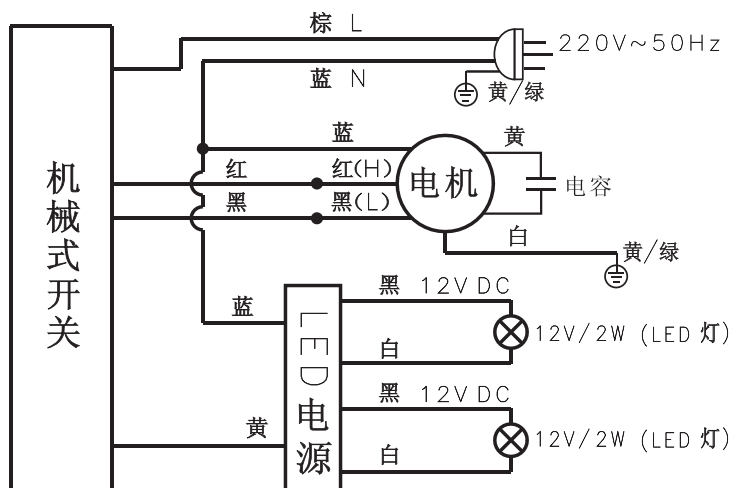 棕 L
220V~50Hz
蓝 N
黄/绿
蓝
黄
红
红(H)
电机
电容
黑
黑(L)
白
黄/绿
机械式开关
蓝
LED电源
黑 12V DC
12V/2W (LED 灯)
白
黑 12V DC
黄
12V/2W (LED 灯)
白